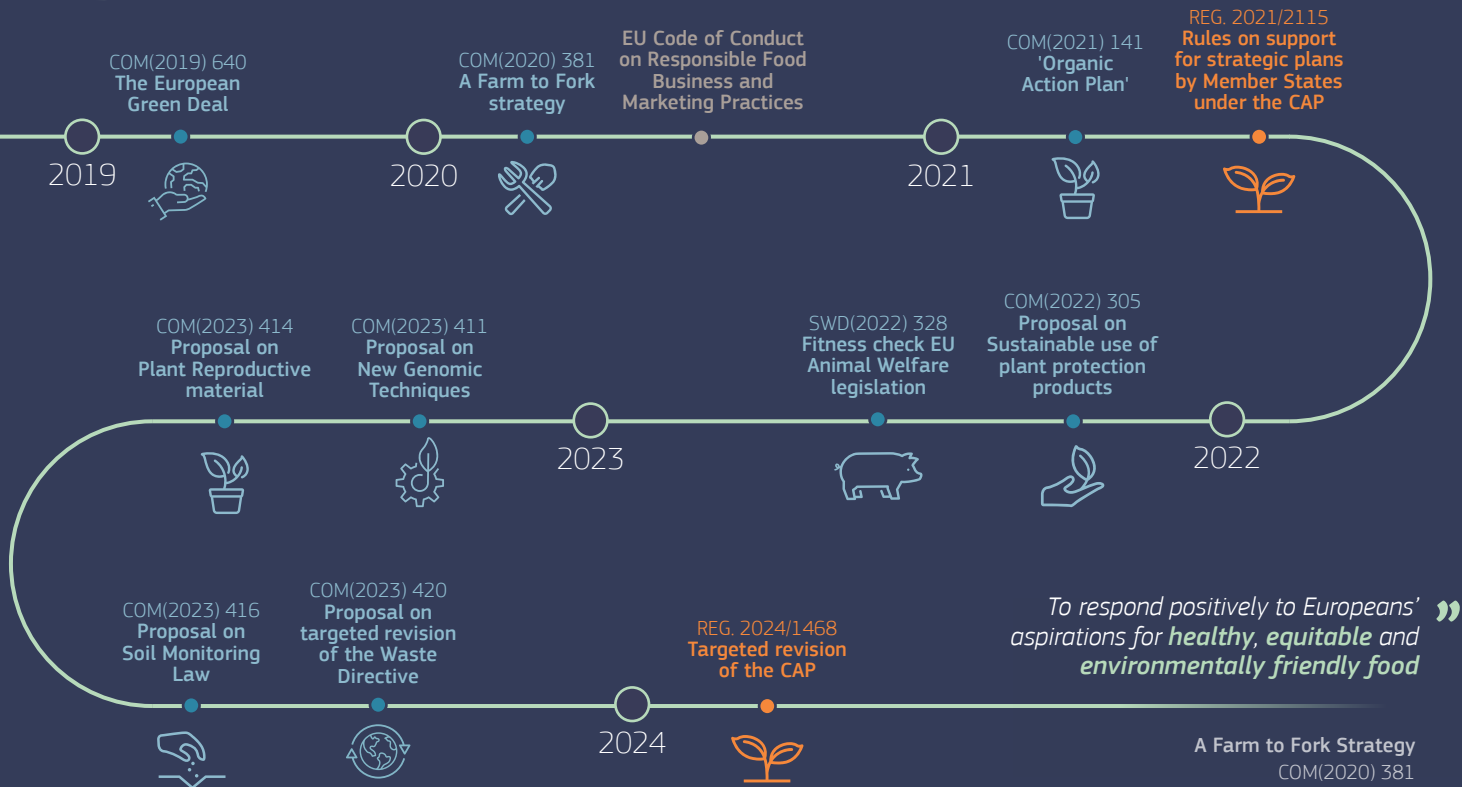 COM(2019) 640
The European
Green Deal
2019
COM(2020) 381
A Farm to Fork
strategy
2020
EU Code of Conduct
on Responsible Food
Business and
Marketing Practices
COM(2021) 141
'Organic
Action Plan'
2021
REG. 2021/2115
Rules on support
for strategic plans
by Member States
under the CAP
2022
COM(2022) 305
Proposal on
Sustainable use of
plant protection
products
SWD(2022) 328
Fitness check EU
Animal Welfare
legislation
2023
COM(2023) 411
Proposal on
New Genomic
Techniques
COM(2023) 414
Proposal on
Plant Reproductive
material
COM(2023) 416
Proposal on
Soil Monitoring
Law
COM(2023) 420
Proposal on
targeted revision
of the Waste
Directive
2024
REG. 2024/1468
Targeted revision
of the CAP
To respond positively to Europeans’ ”
aspirations for healthy, equitable and
environmentally friendly food
A Farm to Fork Strategy
COM(2020) 381